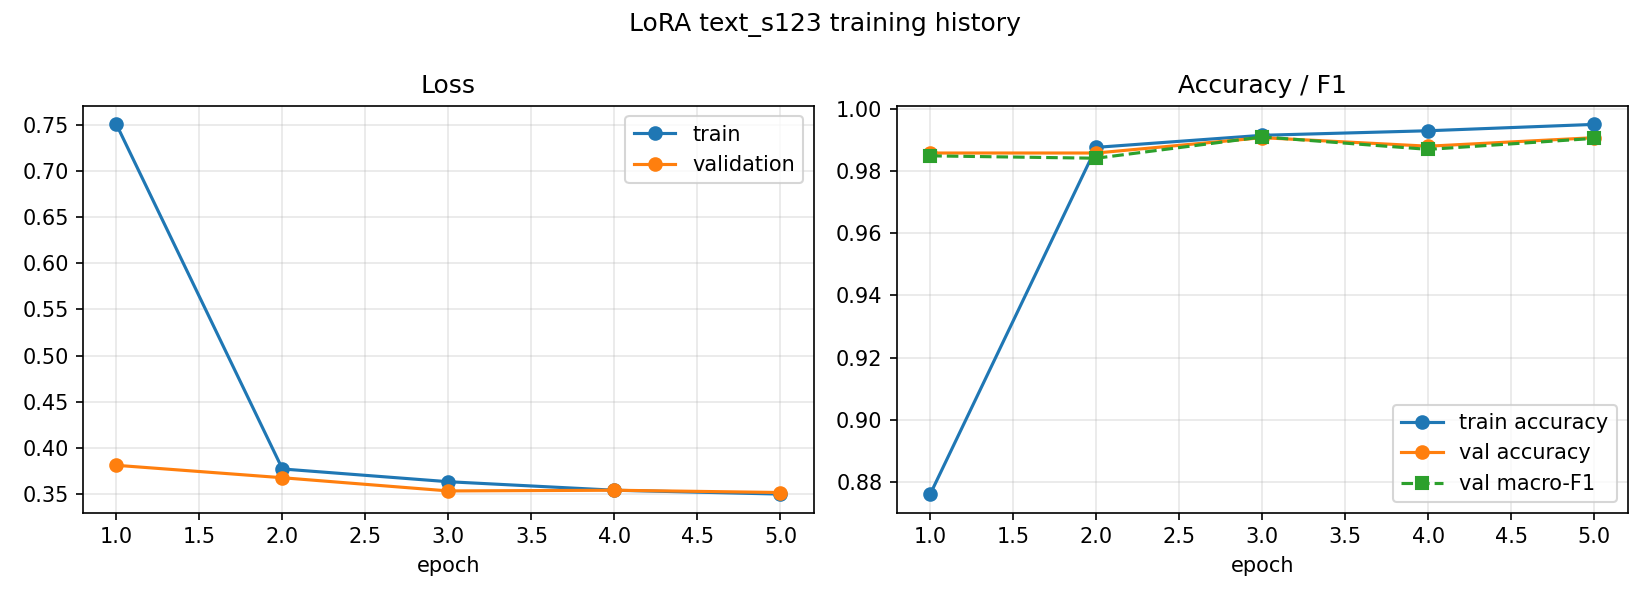 LoRA text_s123 training history
Loss
0.75
0.70
0.65
0.60
0.55
0.50
0.45
0.40
0.35
train
validation
1.0 1.5 2.0 2.5 3.0 3.5 4.0 4.5 5.0
epoch
Accuracy / F1
1.00
0.98
0.96
0.94
0.92
0.90
0.88
train accuracy
val accuracy
val macro-F1
1.0 1.5 2.0 2.5 3.0 3.5 4.0 4.5 5.0
epoch